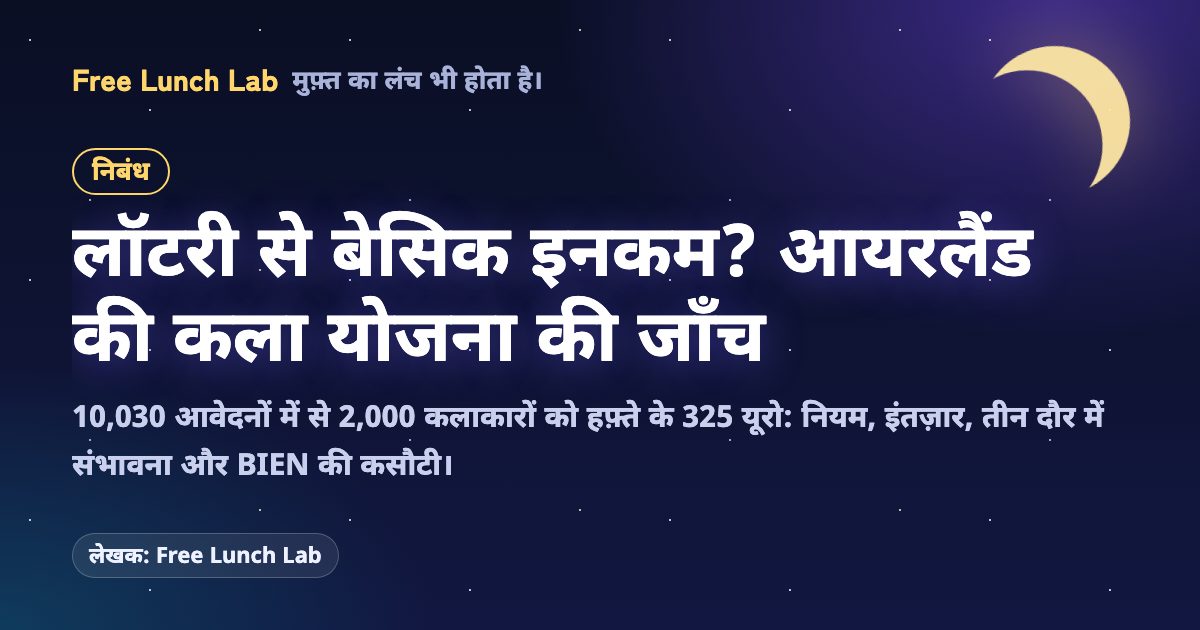 Free Lunch Lab मुफ़्त का लंच भी होता है।
निबंध
लॉटरी से बेसिक इनकम? आयरलैंड
की कला योजना की जाँच
10,030 आवेदनों में से 2,000 कलाकारों को हफ़्ते के 325 यूरो: नियम, इंतज़ार, तीन दौर में
संभावना और BIEN की कसौटी।
लेखक: Free Lunch Lab